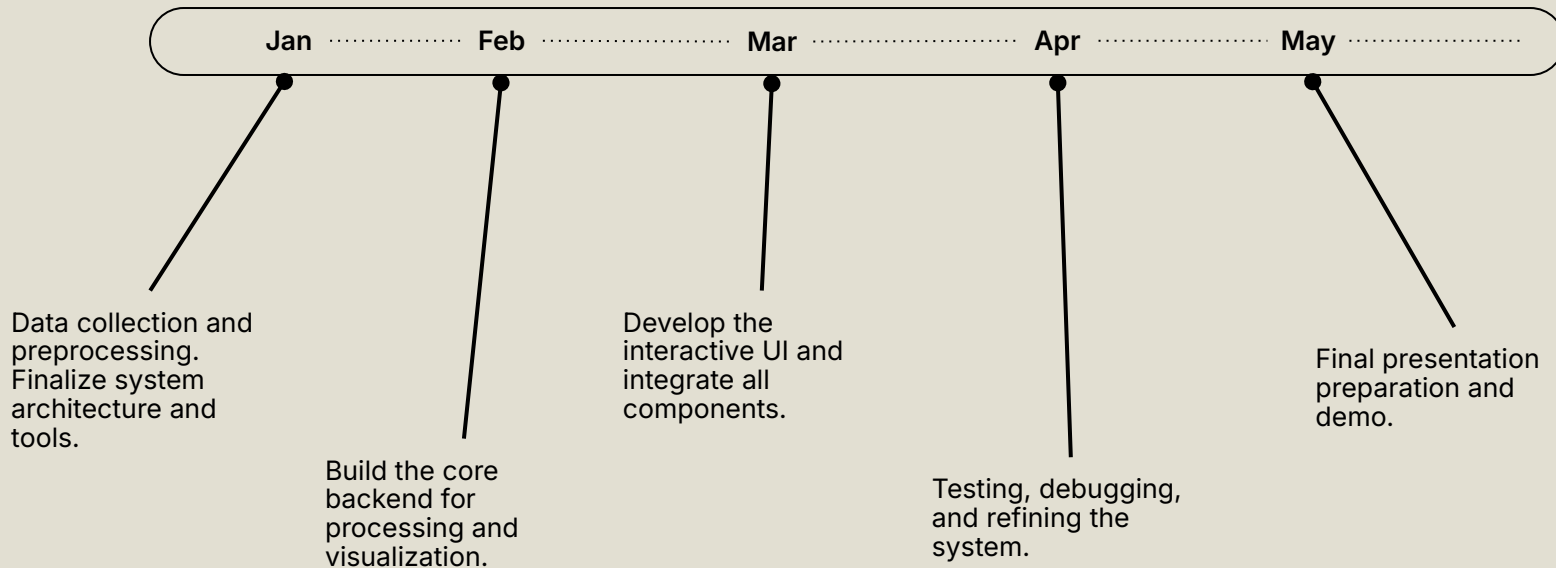 Jan
Feb
Mar
Apr
May
Data collection and
preprocessing.
Finalize system
architecture and
tools.
Build the core
backend for
processing and
visualization.
Develop the
interactive UI and
integrate all
components.
Testing, debugging,
and refining the
system.
Final presentation
preparation and
demo.